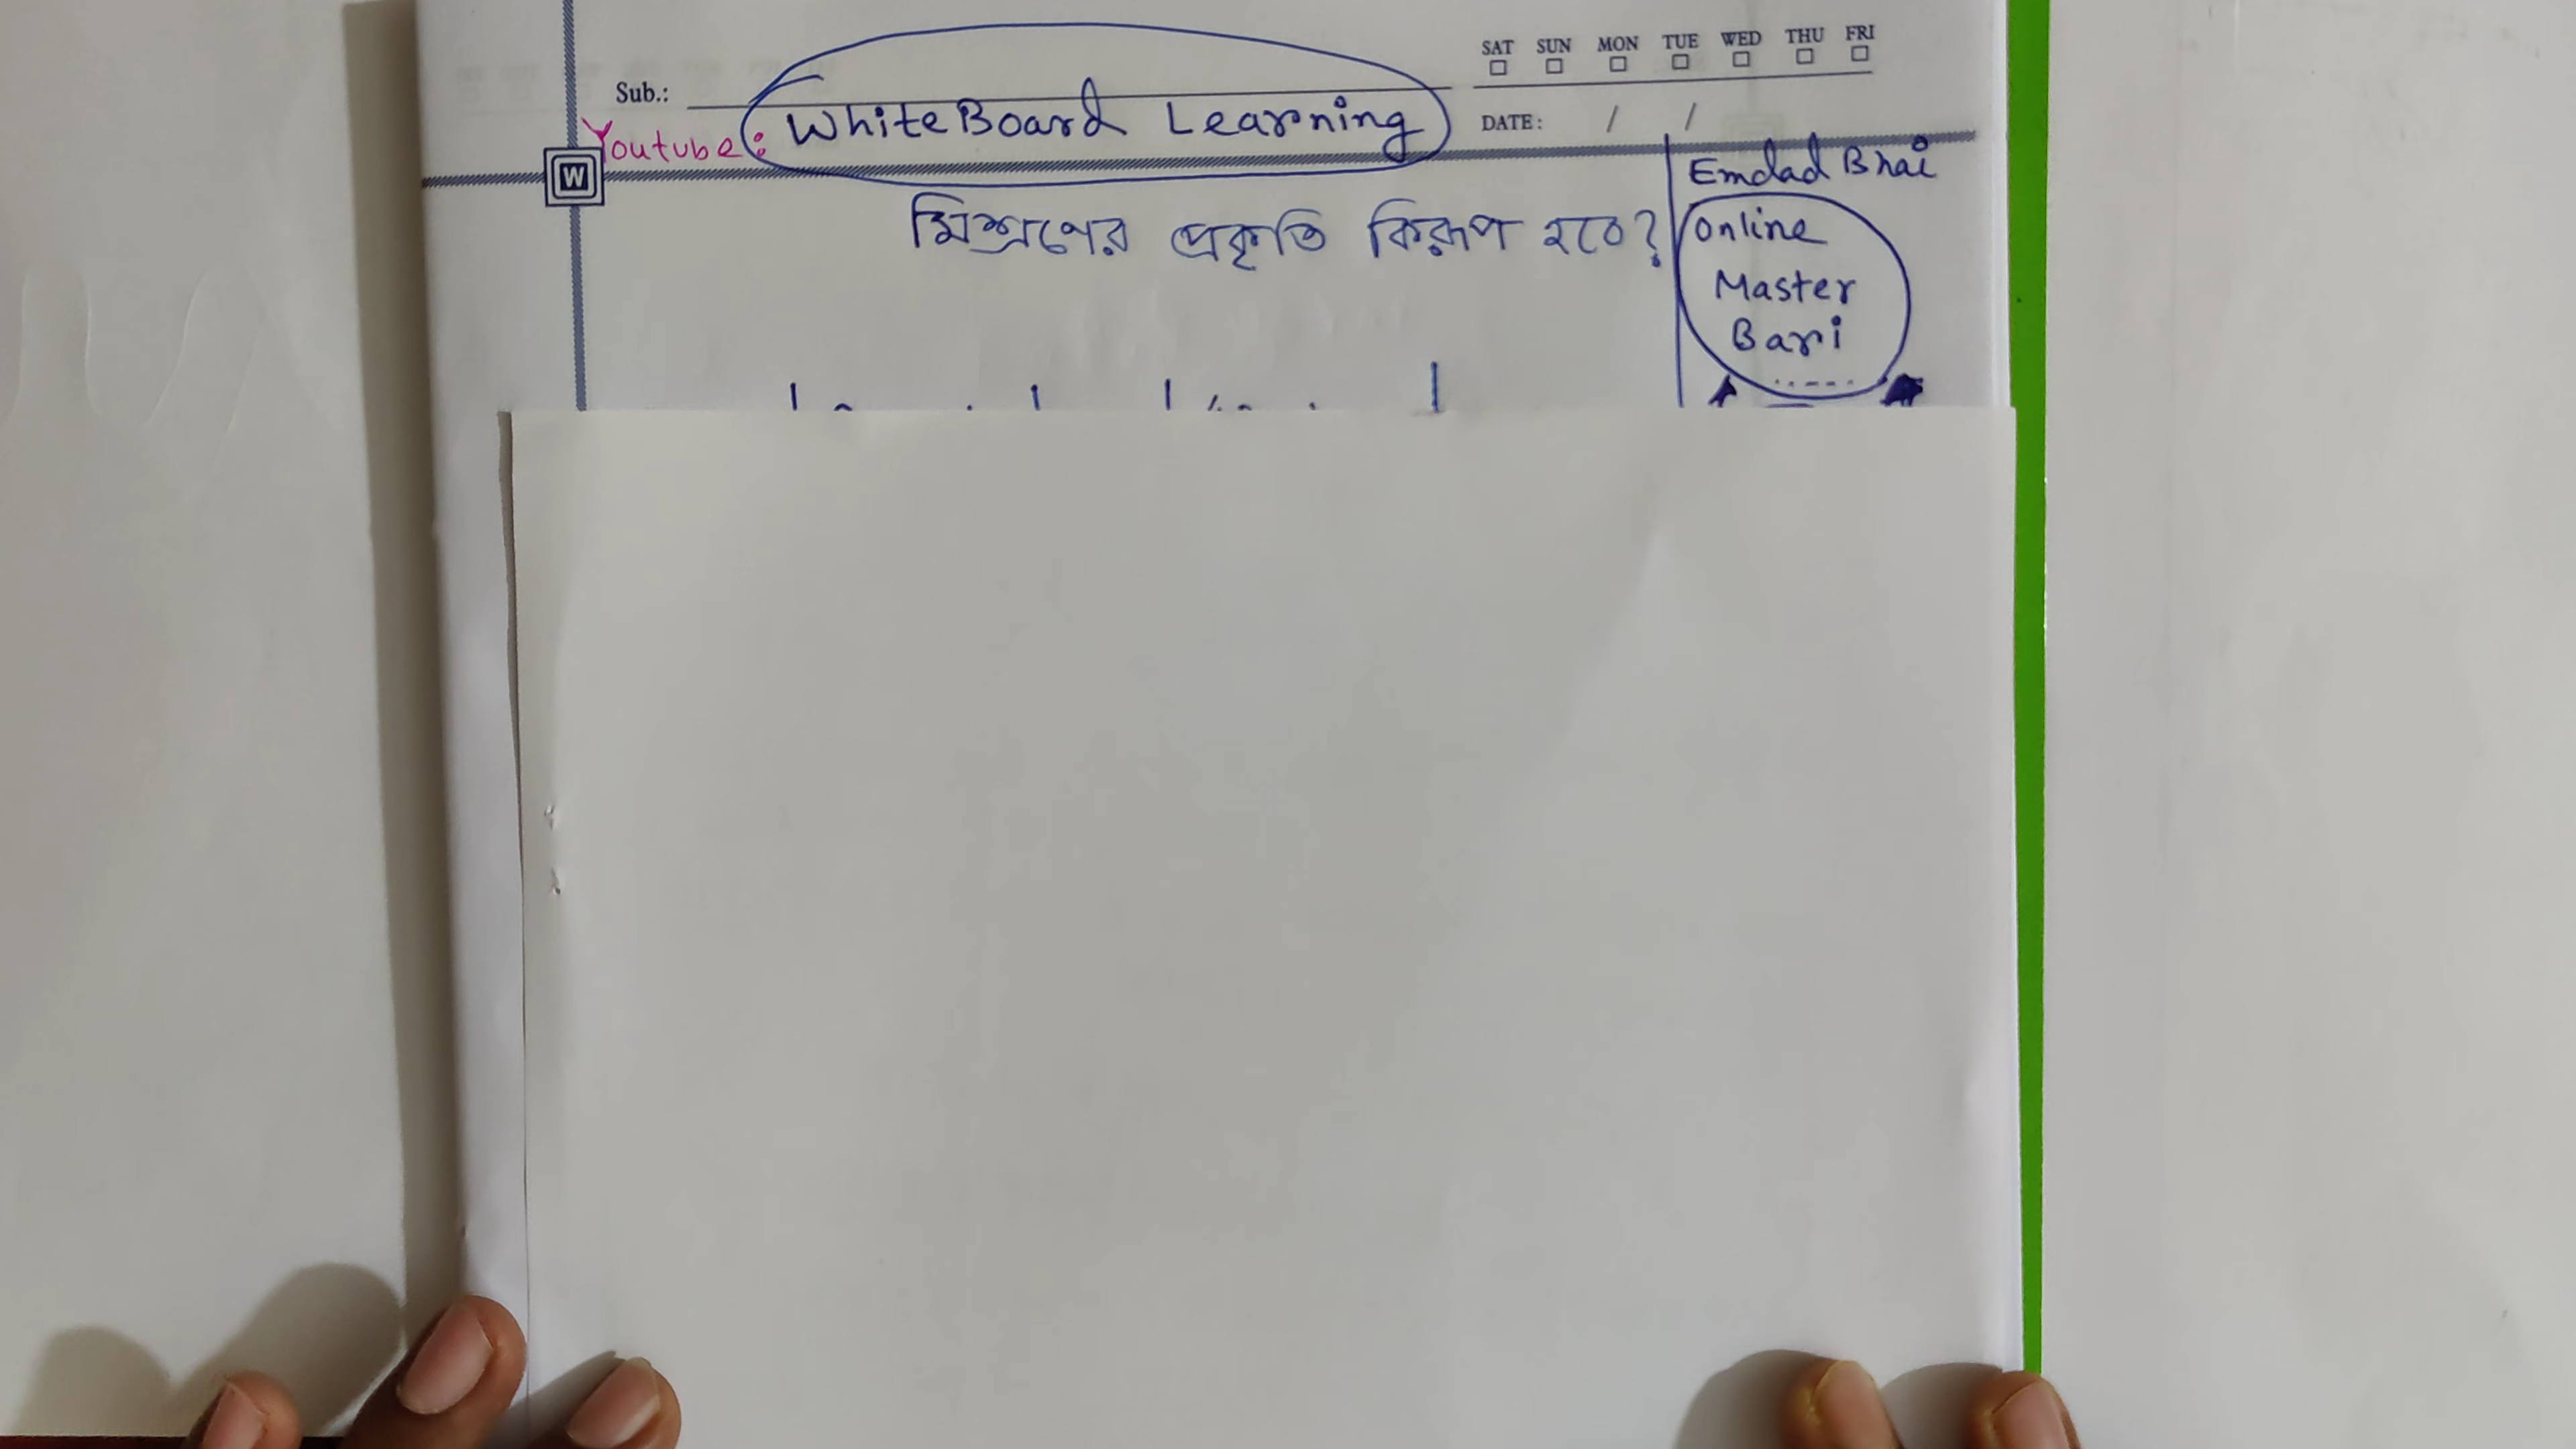 SAT SUN MON TUE WED THU FRI
Sub.:
Youtube: WhiteBoard Learning
DATE: / /
W
Emdad Bhai
মিশ্রণের প্রকৃতি কিরূপ হবে?
Online
Master
Bari